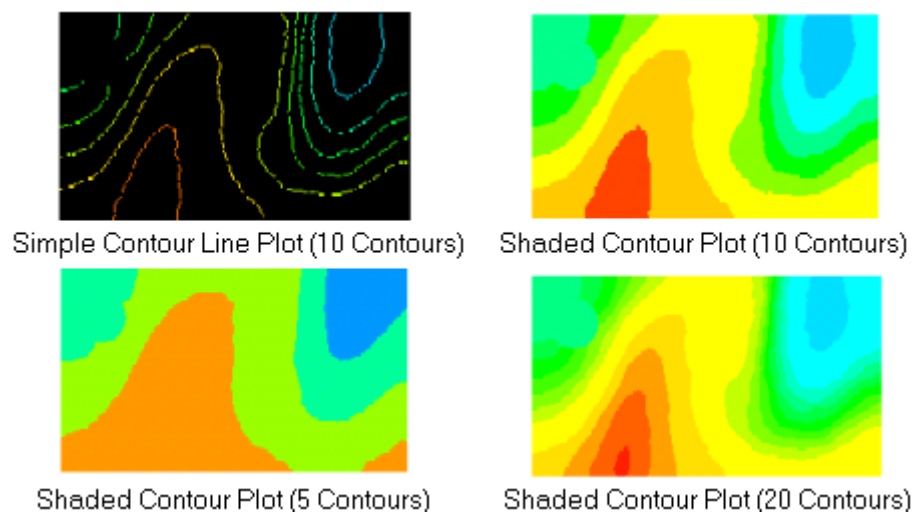 Simple Contour Line Plot (10 Contours)
Shaded Contour Plot (10 Contours)
Shaded Contour Plot (5 Contours)
Shaded Contour Plot (20 Contours)